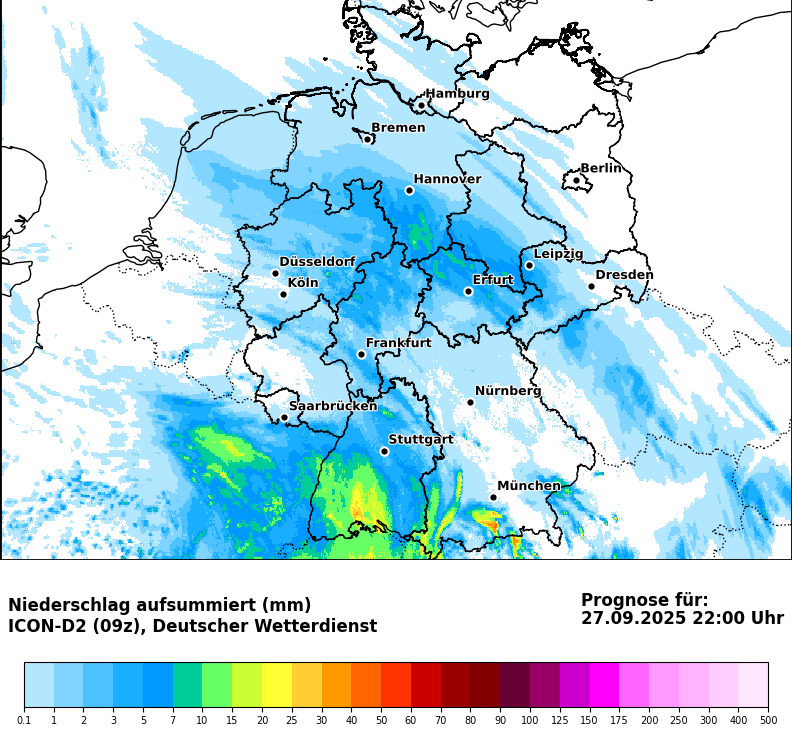 Hamburg
Bremen
Berlin
Hannover
Leipzig
Düsseldorf
Dresden
Köln
Erfurt
Frankfurt
Nürnberg
Saarbrücken
Stuttgart
München
Niederschlag aufsummiert (mm)
ICON-D2 (09z), Deutscher Wetterdienst
Prognose für:
27.09.2025 22:00 Uhr
0.1 1 2 3 5 7 10 15 20 25 30 40 50 60 70 80 90 100 125 150 175 200 250 300 400 500